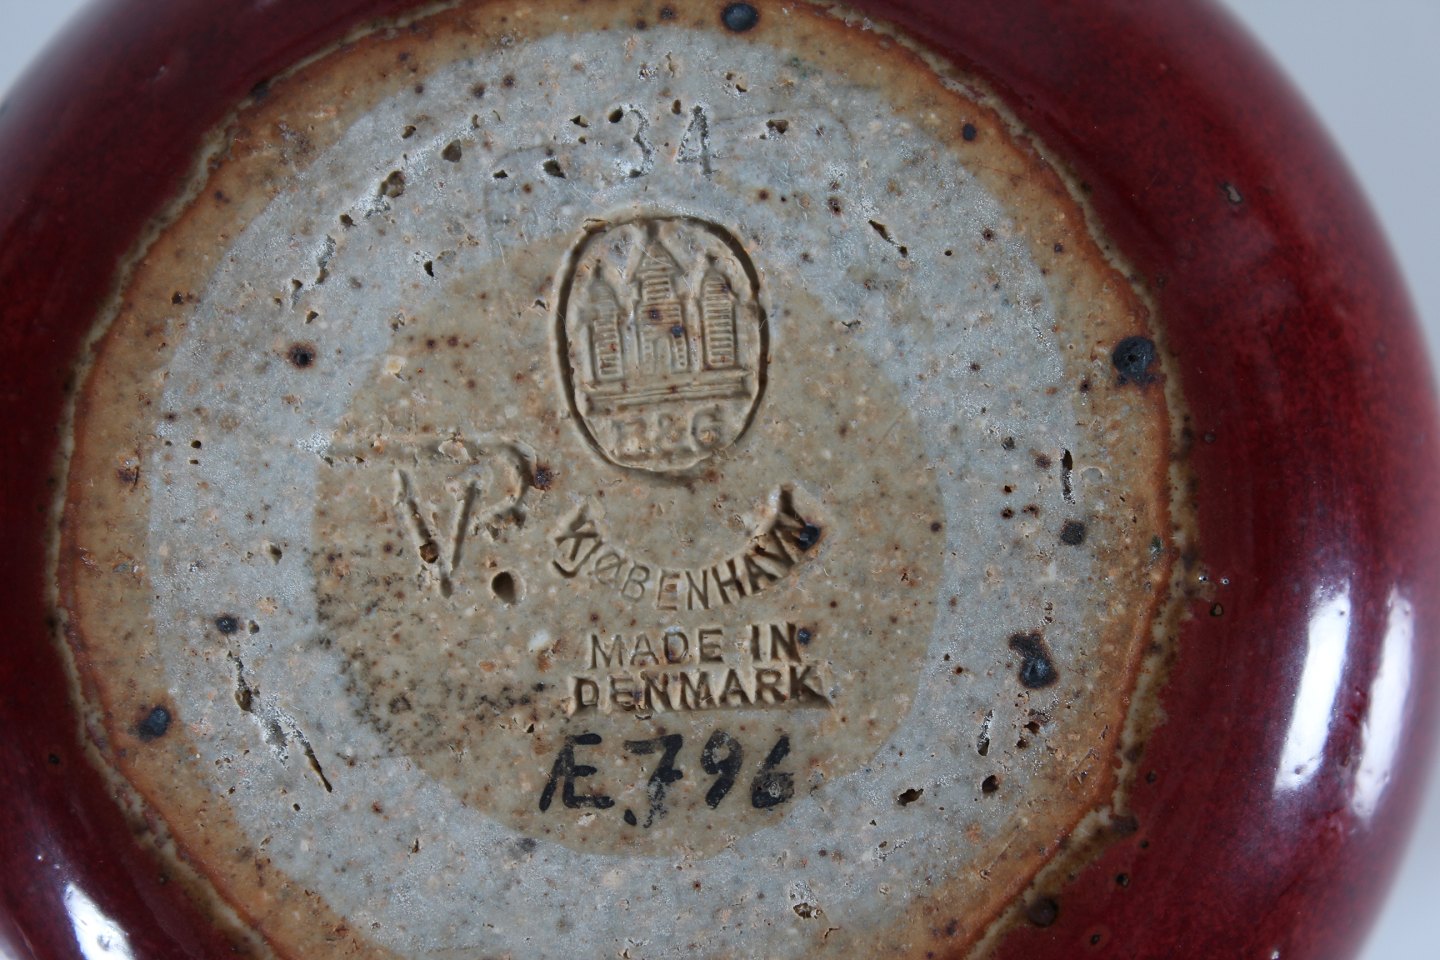 34
B&G
VP.
KJØBENHAVN
MADE IN
DENMARK
Æ.796